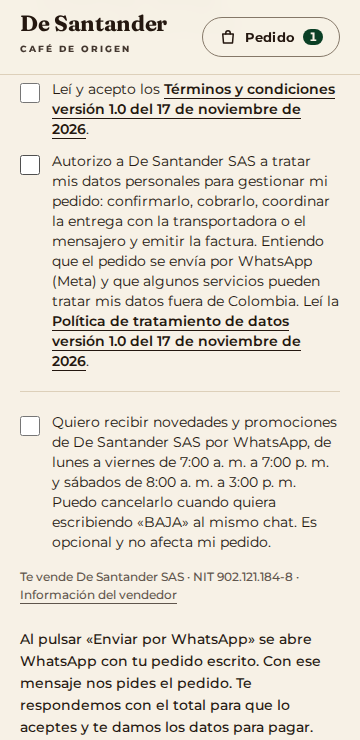 De Santander
CAFÉ DE ORIGEN
Pedido 1
Leí y acepto los Términos y condiciones
versión 1.0 del 17 de noviembre de
2026.
Autorizo a De Santander SAS a tratar
mis datos personales para gestionar mi
pedido: confirmarlo, cobrarlo, coordinar
la entrega con la transportadora o el
mensajero y emitir la factura. Entiendo
que el pedido se envía por WhatsApp
(Meta) y que algunos servicios pueden
tratar mis datos fuera de Colombia. Leí la
Política de tratamiento de datos
versión 1.0 del 17 de noviembre de
2026.
Quiero recibir novedades y promociones
de De Santander SAS por WhatsApp, de
lunes a viernes de 7:00 a. m. a 7:00 p. m.
y sábados de 8:00 a. m. a 3:00 p. m.
Puedo cancelarlo cuando quiera
escribiendo «BAJA» al mismo chat. Es
opcional y no afecta mi pedido.
Te vende De Santander SAS · NIT 902.121.184-8 ·
Información del vendedor
Al pulsar «Enviar por WhatsApp» se abre
WhatsApp con tu pedido escrito. Con ese
mensaje nos pides el pedido. Te
respondemos con el total para que lo
aceptes y te damos los datos para pagar.